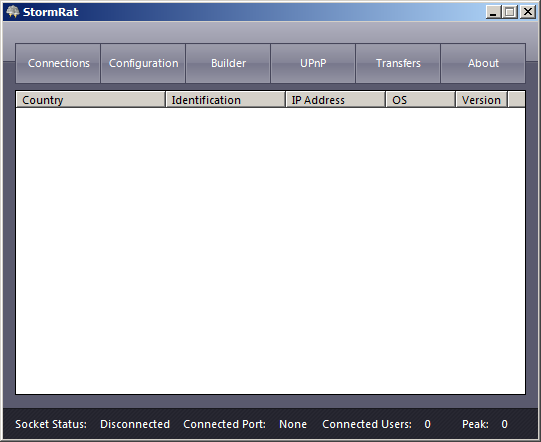 StormRat
Connections Configuration Builder UPnP Transfers About
Country Identification IP Address OS Version
Socket Status: Disconnected Connected Port: None Connected Users: 0 Peak: 0